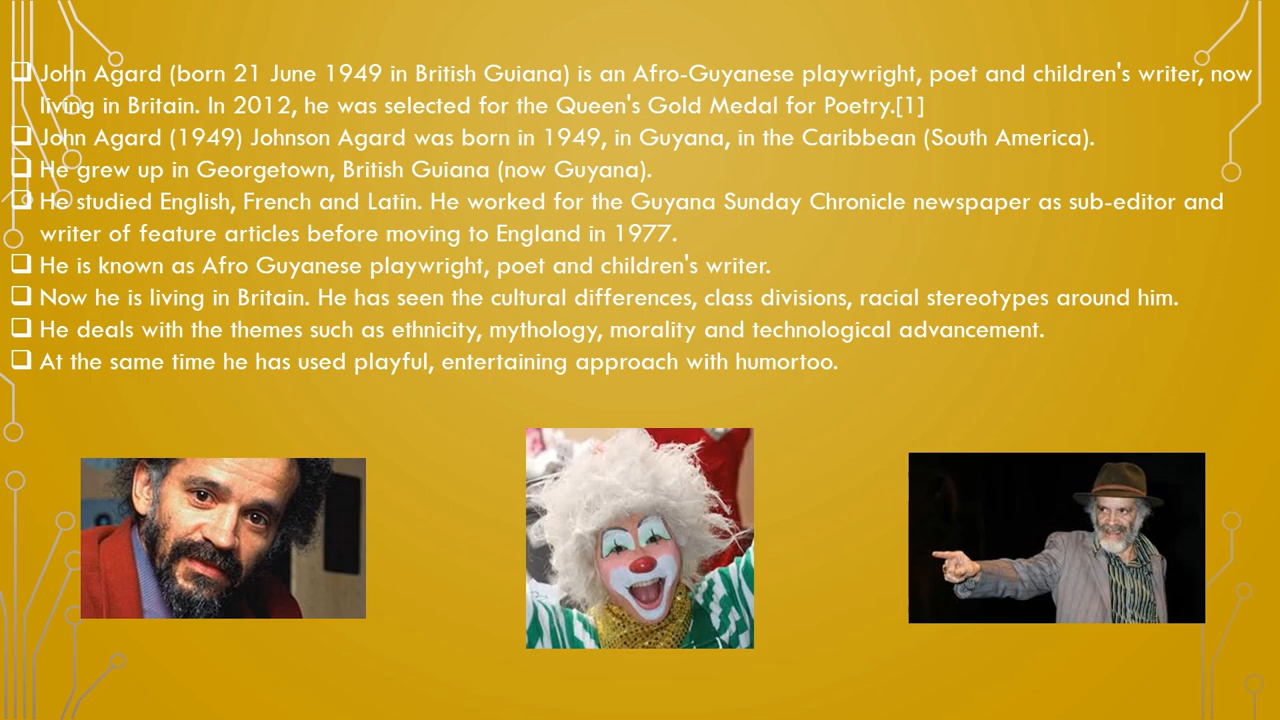 ❑ John Agard (born 21 June 1949 in British Guiana) is an Afro-Guyanese playwright, poet and children's writer, now
living in Britain. In 2012, he was selected for the Queen's Gold Medal for Poetry.[1]
❑ John Agard (1949) Johnson Agard was born in 1949, in Guyana, in the Caribbean (South America).
❑ He grew up in Georgetown, British Guiana (now Guyana).
❑ He studied English, French and Latin. He worked for the Guyana Sunday Chronicle newspaper as sub-editor and
writer of feature articles before moving to England in 1977.
❑ He is known as Afro Guyanese playwright, poet and children's writer.
❑ Now he is living in Britain. He has seen the cultural differences, class divisions, racial stereotypes around him.
❑ He deals with the themes such as ethnicity, mythology, morality and technological advancement.
❑ At the same time he has used playful, entertaining approach with humortoo.